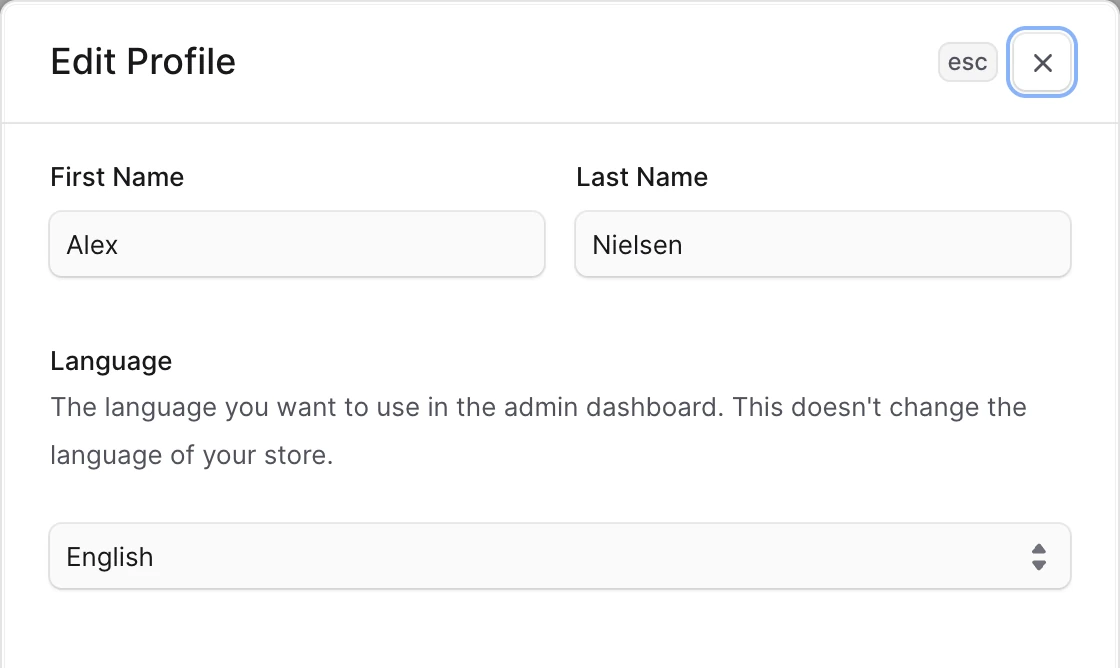 Edit Profile esc
First Name Last Name
Alex Nielsen
Language
The language you want to use in the admin dashboard. This doesn't change the
language of your store.
English